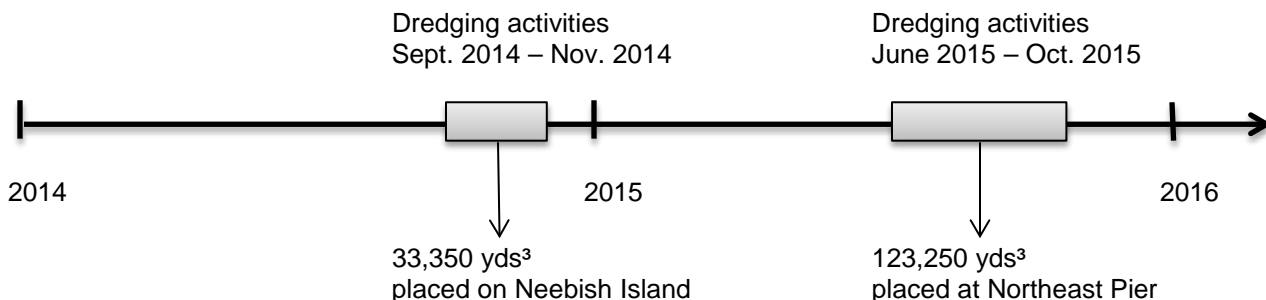 Dredging activities
Sept. 2014 – Nov. 2014
Dredging activities
June 2015 – Oct. 2015
2014
2015
2016
33,350 yds³
placed on Neebish Island
123,250 yds³
placed at Northeast Pier